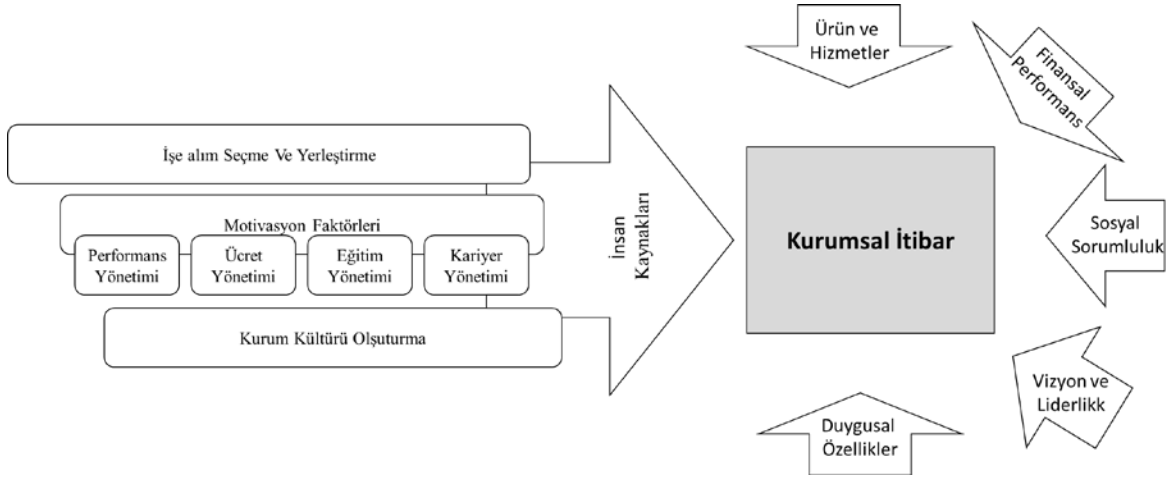 İşe alım Seçme Ve Yerleştirme
Motivasyon Faktörleri
Performans
Yönetimi
Ücret
Yönetimi
Eğitim
Yönetimi
Kariyer
Yönetimi
Kurum Kültürü Olşuturma
İnsan
Kaynakları
Kurumsal İtibar
Ürün ve
Hizmetler
Finansal
Performans
Sosyal
Sorumluluk
Vizyon ve
Liderlikk
Duygusal
Özellikler